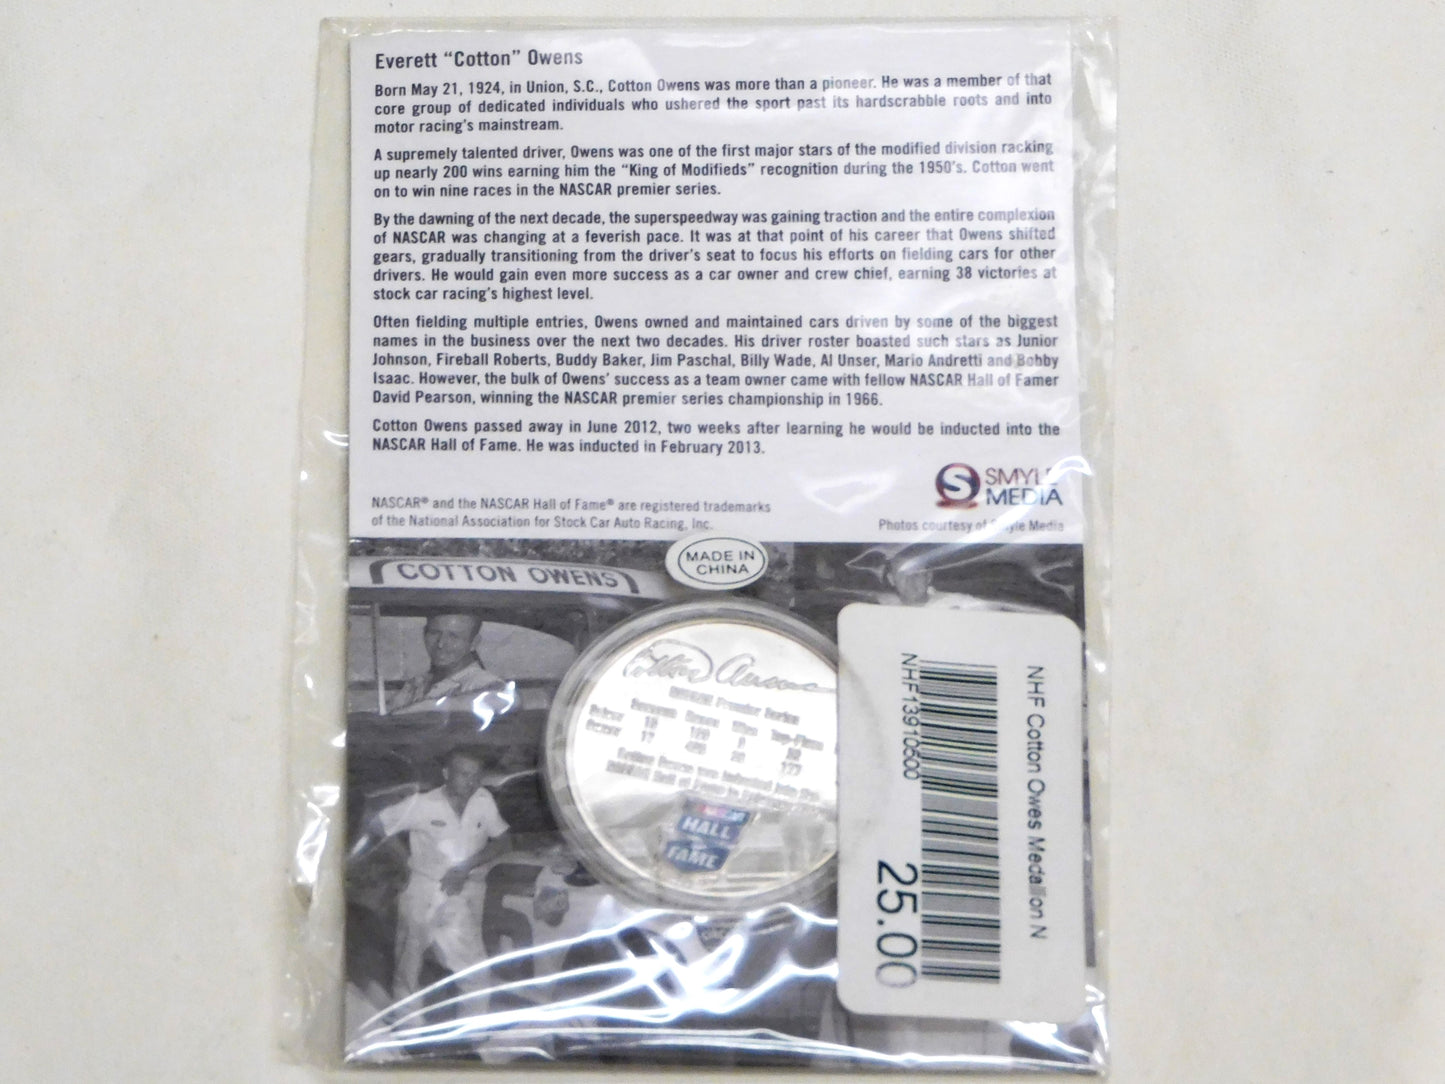 Everett “Cotton” Owens
Born May 21, 1924, in Union, S.C., Cotton Owens was more than a pioneer. He was a member of that
core group of dedicated individuals who ushered the sport past its hardscrabble roots and into
motor racing's mainstream.
A supremely talented driver, Owens was one of the first major stars of the modified division racking
up nearly 200 wins earning him the “King of Modifieds” recognition during the 1950's. Cotton went
on to win nine races in the NASCAR premier series.
By the dawning of the next decade, the superspeedway was gaining traction and the entire complexion
of NASCAR was changing at a feverish pace. It was at that point of his career that Owens shifted
gears, gradually transitioning from the driver's seat to focus his efforts on fielding cars for other
drivers. He would gain even more success as a car owner and crew chief, earning 38 victories at
stock car racing's highest level.
Often fielding multiple entries, Owens owned and maintained cars driven by some of the biggest
names in the business over the next two decades. His driver roster boasted such stars as Junior
Johnson, Fireball Roberts, Buddy Baker, Jim Paschal, Billy Wade, Al Unser, Mario Andretti and Bobby
Isaac. However, the bulk of Owens' success as a team owner came with fellow NASCAR Hall of Famer
David Pearson, winning the NASCAR premier series championship in 1966.
Cotton Owens passed away in June 2012, two weeks after learning he would be inducted into the
NASCAR Hall of Fame. He was inducted in February 2013.
SMYLE
MEDIA
NASCAR® and the NASCAR Hall of Fame® are registered trademarks
of the National Association for Stock Car Auto Racing, Inc.
Photos courtesy of Smyle Media
MADE IN
CHINA
COTTON OWENS
Cotton Owens
NASCAR Premier Series
NASCAR
HALL
OF
FAME
NHF Cotton Owes Medallion N
NHF13910600
25.00